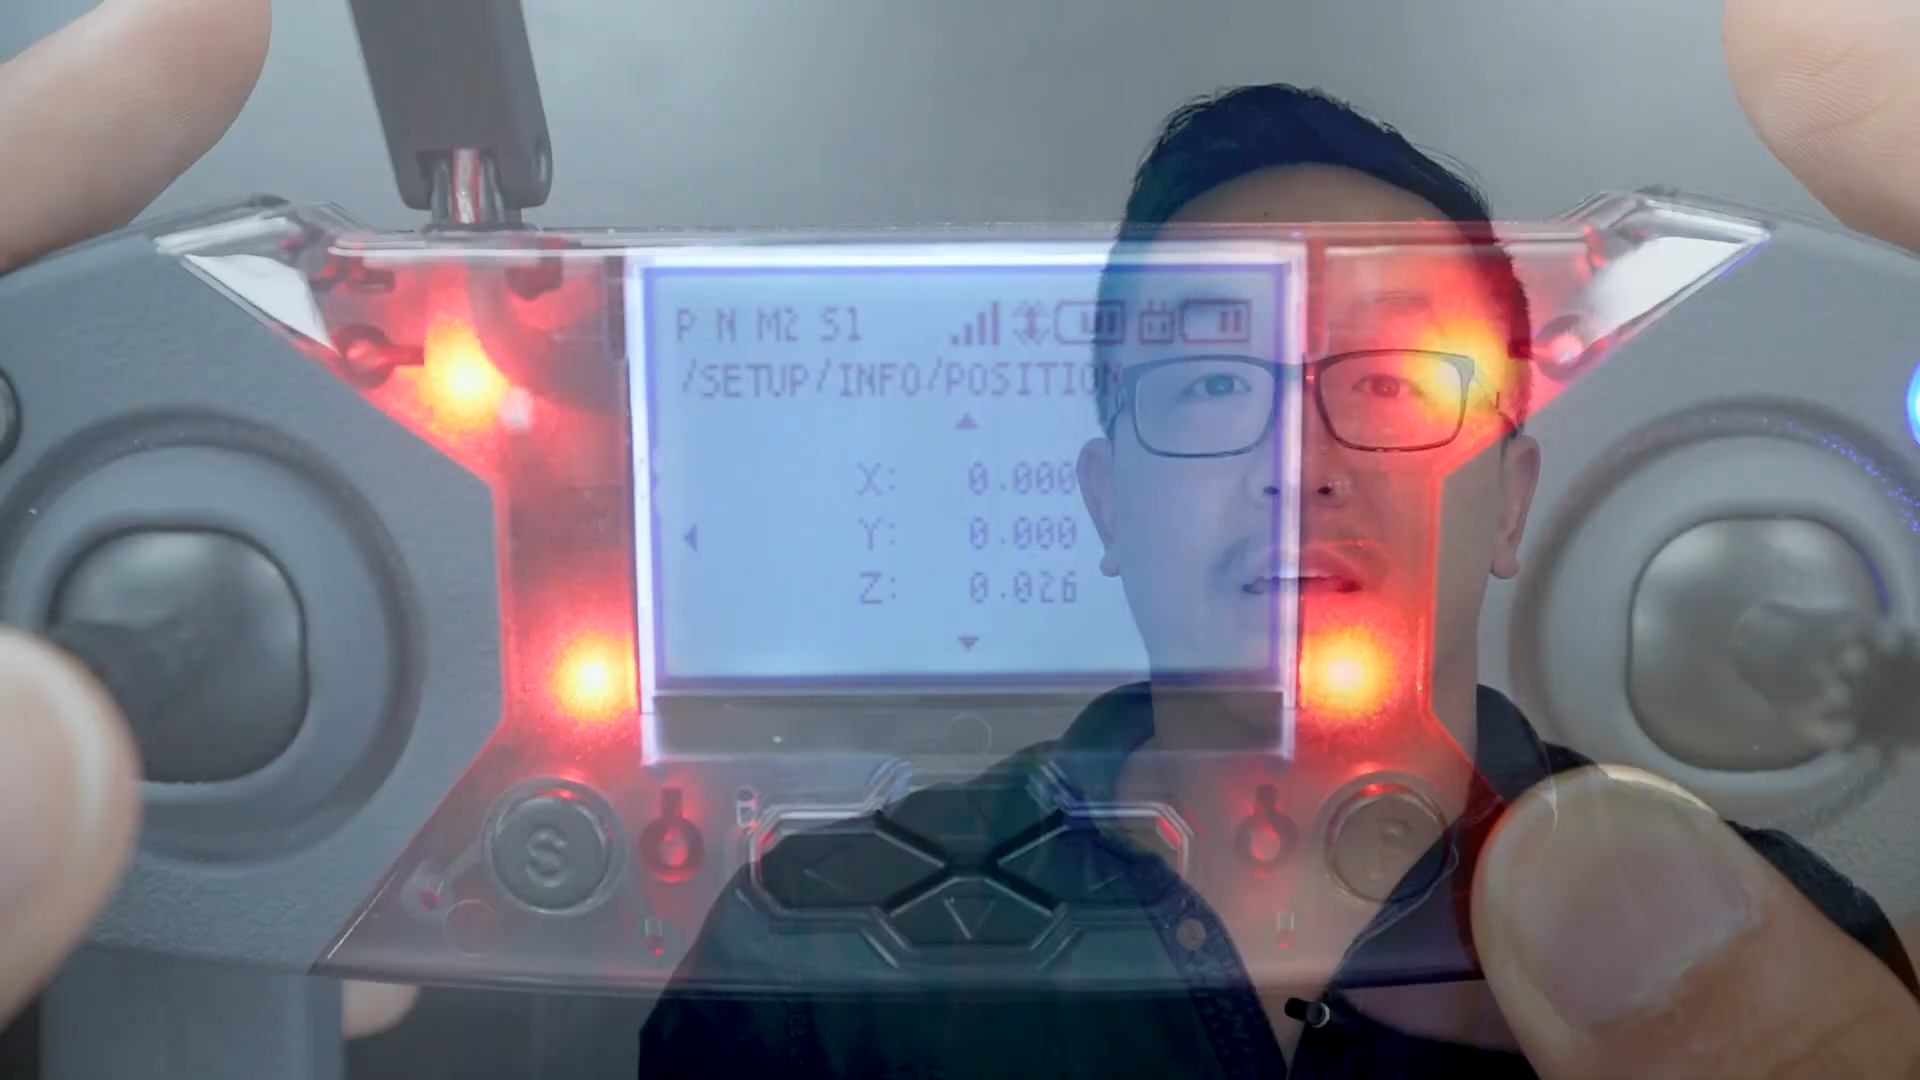 P N M2 S1
/SETUP/INFO/POSITION
X: 0.000
Y: 0.000
Z: 0.026
S
P